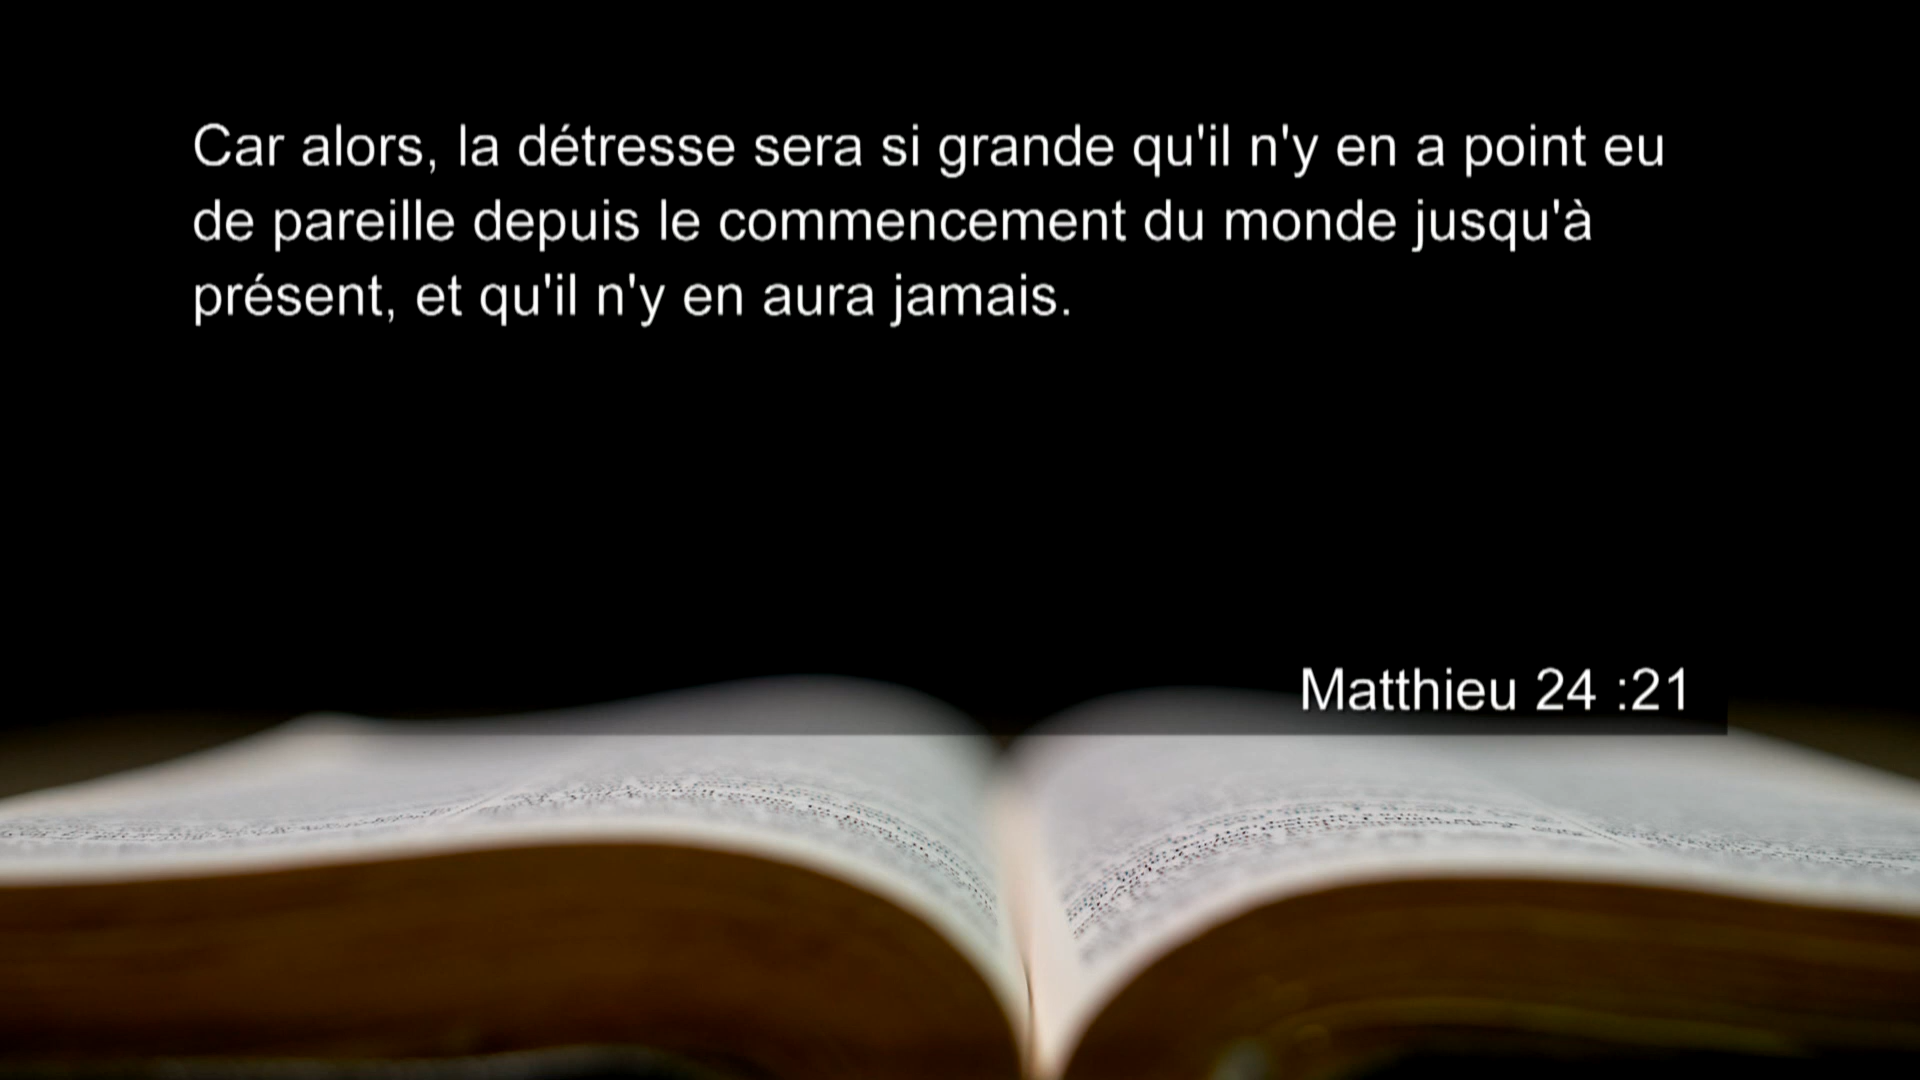 Car alors, la détresse sera si grande qu'il n'y en a point eu
de pareille depuis le commencement du monde jusqu'à
présent, et qu'il n'y en aura jamais.
Matthieu 24 :21